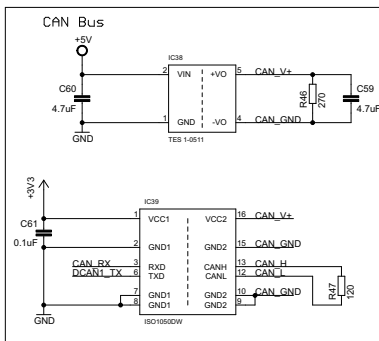 CAN Bus
+5V
IC38
2 VIN +VO 5 CAN_V+
C60
4.7uF
R46
270
C59
4.7uF
1 GND -VO 4 CAN_GND
GND
TES 1-0511
+3V3
IC39
1 VCC1 VCC2 16 CAN_V+
C61
0.1uF
2 GND1 GND2 15 CAN_GND
CAN_RX 3 RXD CANH 13 CAN_H
DCAN1_TX 6 TXD CANL 12 CAN_L
7 GND1 GND2 10 CAN_GND
8 GND1 GND2 9
R47
120
GND
ISO1050DW